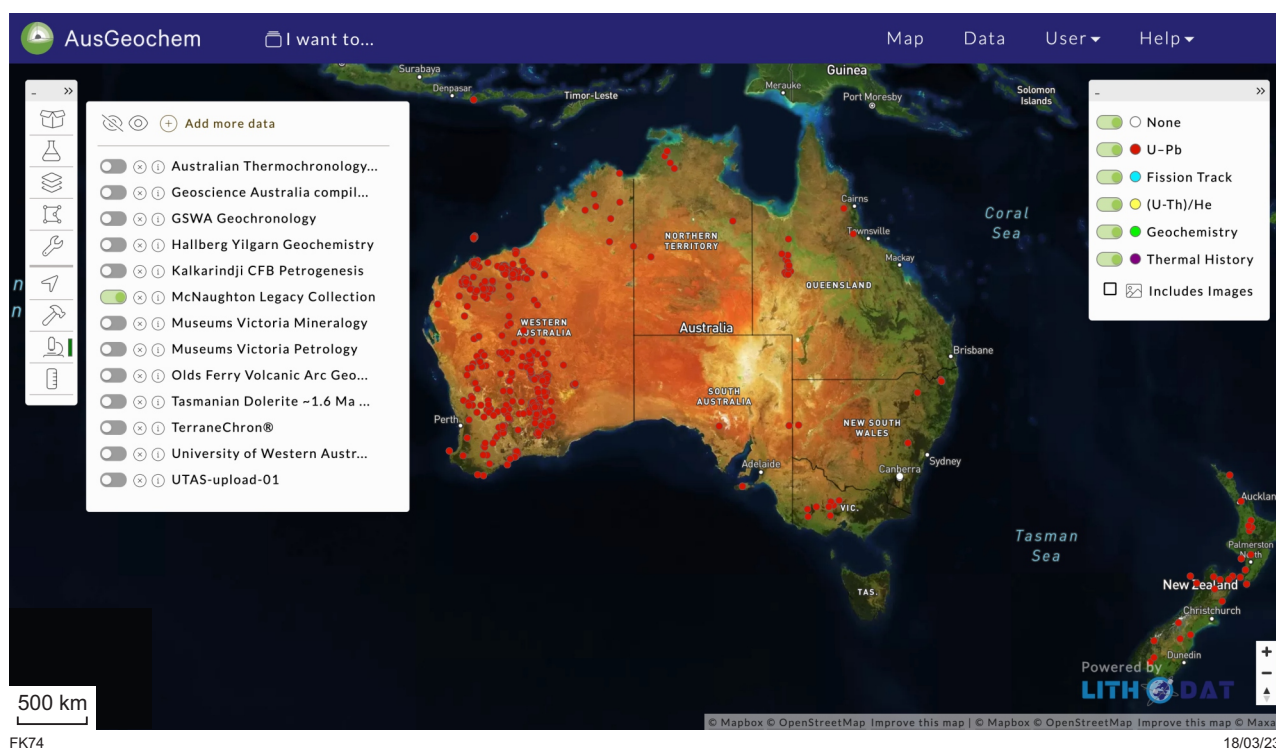 AusGeochem
I want to...
Map
Data
User
Help
Add more data
Australian Thermochronology...
Geoscience Australia compil...
GSWA Geochronology
Hallberg Yilgarn Geochemistry
Kalkarindji CFB Petrogenesis
McNaughton Legacy Collection
Museums Victoria Mineralogy
Museums Victoria Petrology
Olds Ferry Volcanic Arc Geo...
Tasmanian Dolerite ~1.6 Ma ...
TerraneChron®
University of Western Austr...
UTAS-upload-01
None
U–Pb
Fission Track
(U-Th)/He
Geochemistry
Thermal History
Includes Images
Surabaya
Denpasar
Timor-Leste
Merauke
Guinea
Port Moresby
Solomon
Islands
Cairns
Townsville
Coral
Sea
Mackay
NORTHERN
TERRITORY
QUEENSLAND
WESTERN
AUSTRALIA
Australia
Brisbane
SOUTH
AUSTRALIA
NEW SOUTH
WALES
Perth
Adelaide
Sydney
Canberra
VIC.
TAS.
Tasman
Sea
n
n
Aucklan
Palmerston
North
New Zealand
Christchurch
Dunedin
Powered by
LITHODAT
500 km
© Mapbox © OpenStreetMap Improve this map | © Mapbox © OpenStreetMap Improve this map © Maxa
FK74
18/03/23